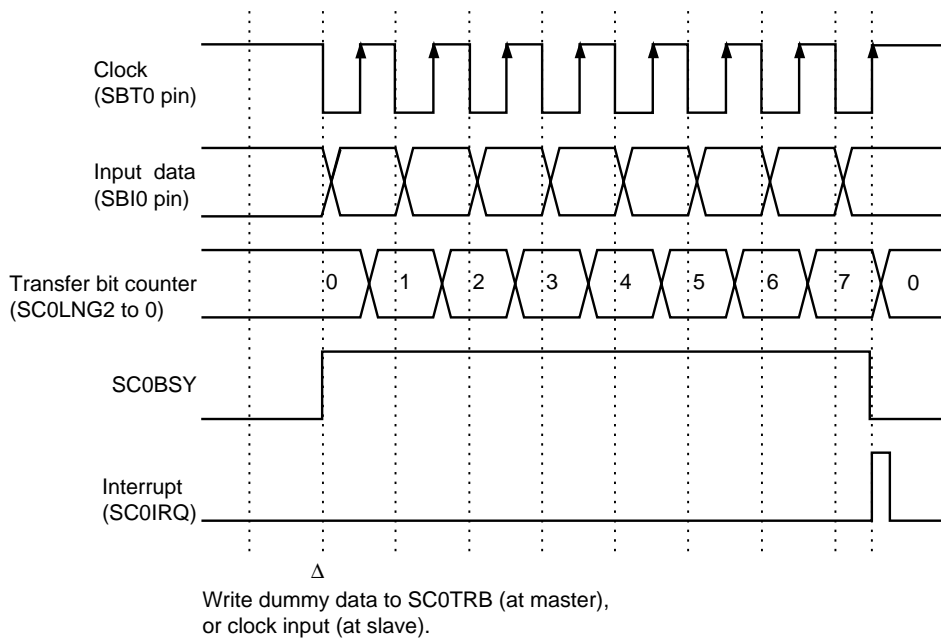 Clock
(SBT0 pin)
Input data
(SBI0 pin)
Transfer bit counter
(SC0LNG2 to 0)
0 1 2 3 4 5 6 7 0
SC0BSY
Interrupt
(SC0IRQ)
Δ
Write dummy data to SC0TRB (at master),
or clock input (at slave).